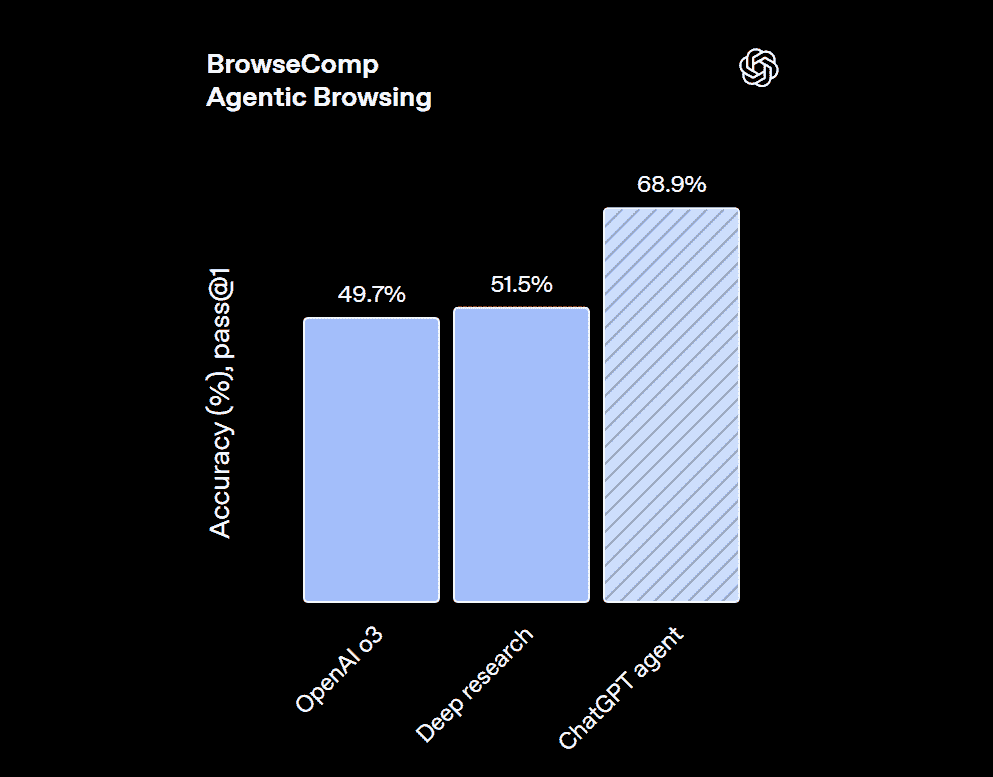 BrowseComp
Agentic Browsing
Accuracy (%), pass@1
49.7%
51.5%
68.9%
OpenAI o3
Deep research
ChatGPT agent